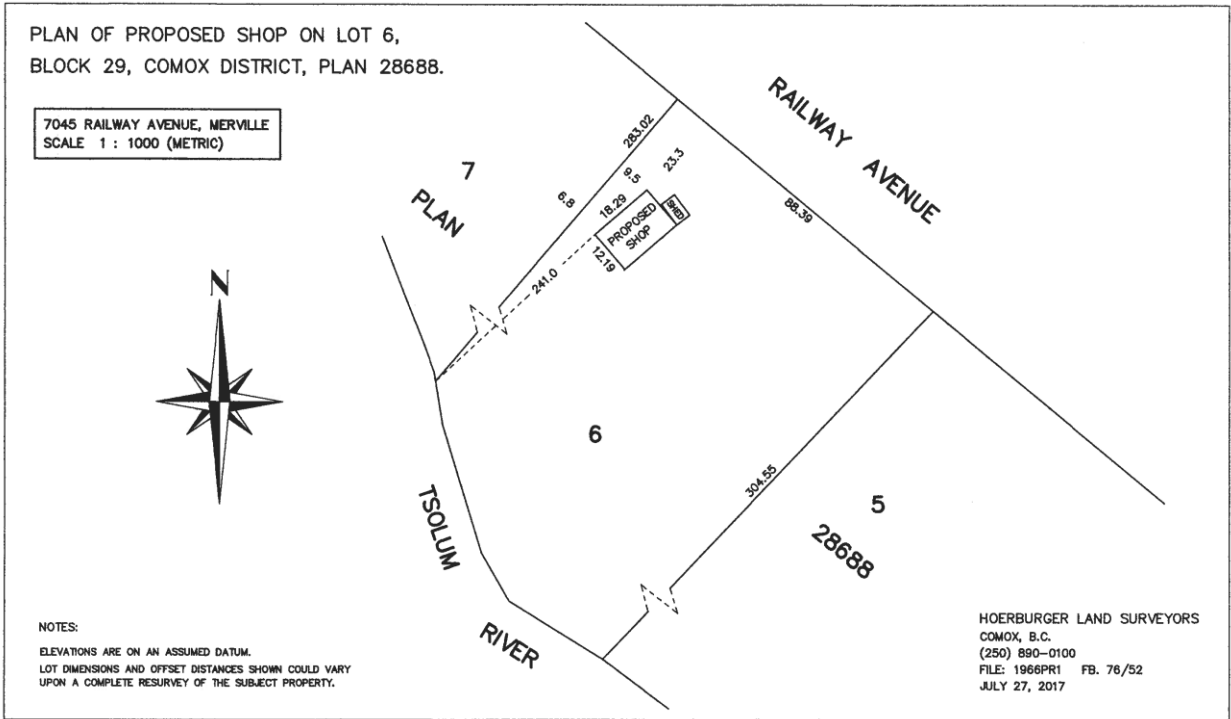 PLAN OF PROPOSED SHOP ON LOT 6,
BLOCK 29, COMOX DISTRICT, PLAN 28688.
7045 RAILWAY AVENUE, MERVILLE
SCALE 1 : 1000 (METRIC)
RAILWAY AVENUE
7
PLAN
283.02
23.3
9.5
6.8
18.29
SHED
PROPOSED
SHOP
12.19
88.39
241.0
N
6
304.55
5
28688
TSOLUM
RIVER
NOTES:
ELEVATIONS ARE ON AN ASSUMED DATUM.
LOT DIMENSIONS AND OFFSET DISTANCES SHOWN COULD VARY
UPON A COMPLETE RESURVEY OF THE SUBJECT PROPERTY.
HOERBURGER LAND SURVEYORS
COMOX, B.C.
(250) 890-0100
FILE: 1966PR1 FB. 76/52
JULY 27, 2017